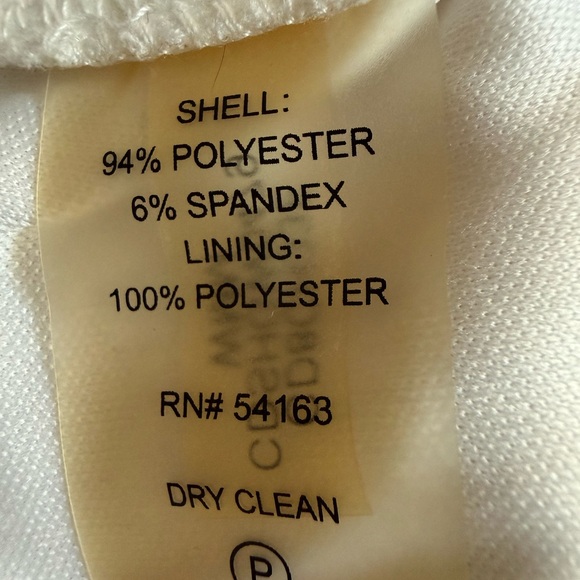 SHELL:
94% POLYESTER
6% SPANDEX
LINING:
100% POLYESTER
RN# 54163
DRY CLEAN
P